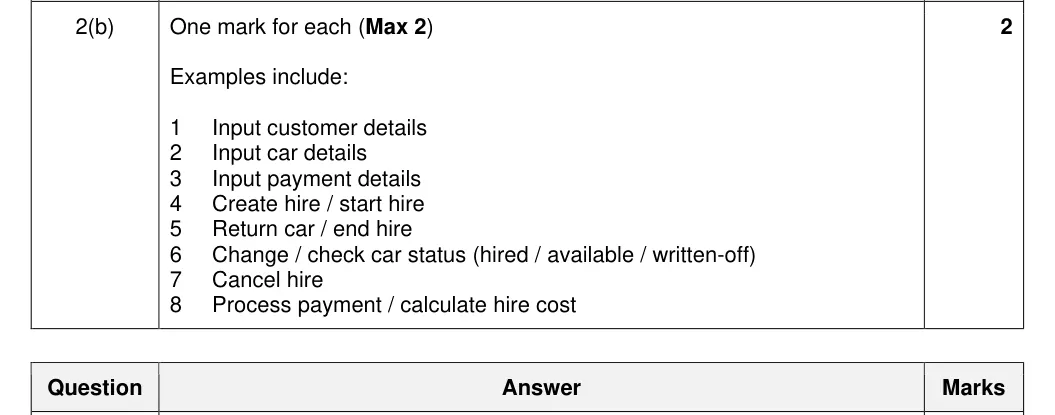 2(b) One mark for each (Max 2) 2
Examples include:
1 Input customer details
2 Input car details
3 Input payment details
4 Create hire / start hire
5 Return car / end hire
6 Change / check car status (hired / available / written-off)
7 Cancel hire
8 Process payment / calculate hire cost
Question Answer Marks